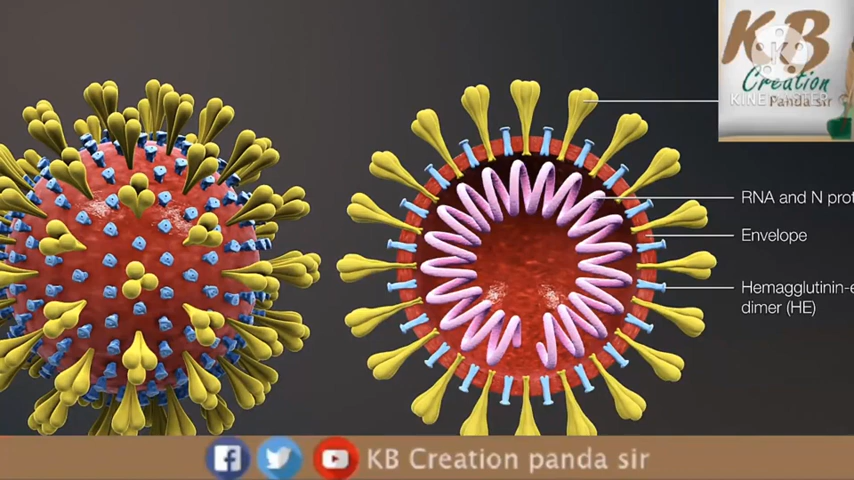 KB
Creation
Panda sir
RNA and N prot
Envelope
Hemagglutinin-e
dimer (HE)
KB Creation panda sir